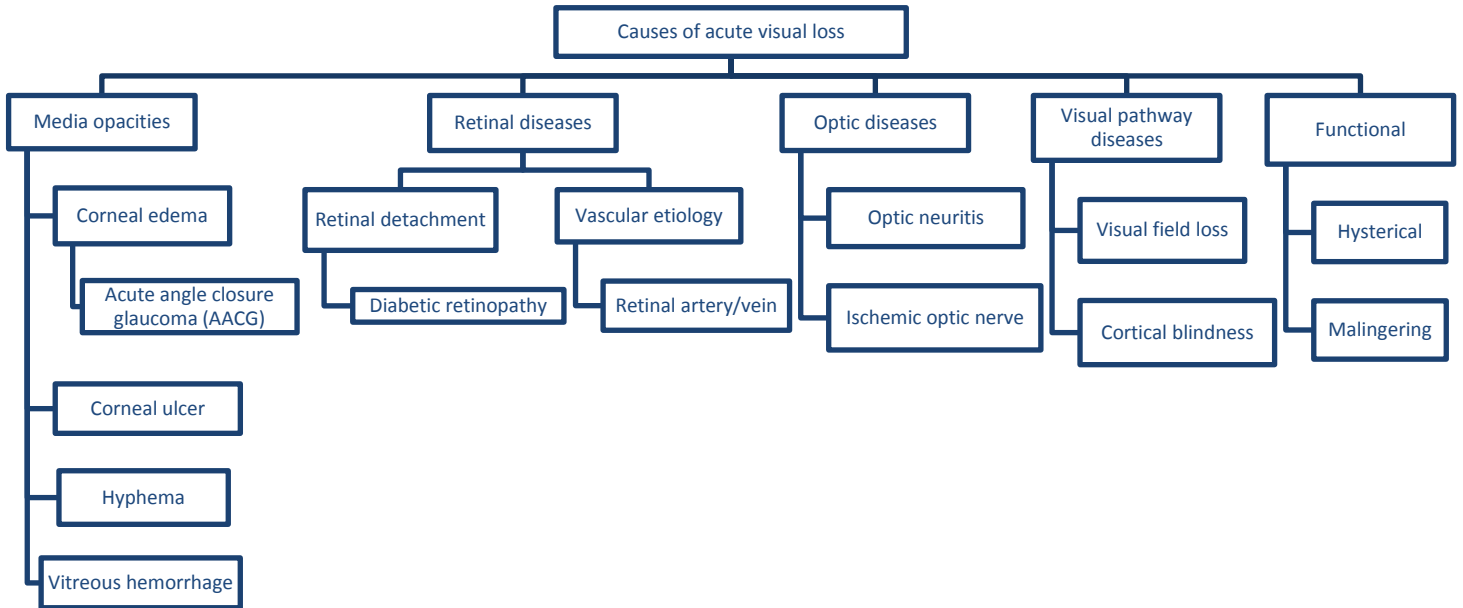 Causes of acute visual loss
Media opacities
Corneal edema
Acute angle closure
glaucoma (AACG)
Corneal ulcer
Hyphema
Vitreous hemorrhage
Retinal diseases
Retinal detachment
Diabetic retinopathy
Vascular etiology
Retinal artery/vein
Optic diseases
Optic neuritis
Ischemic optic nerve
Visual pathway
diseases
Visual field loss
Cortical blindness
Functional
Hysterical
Malingering